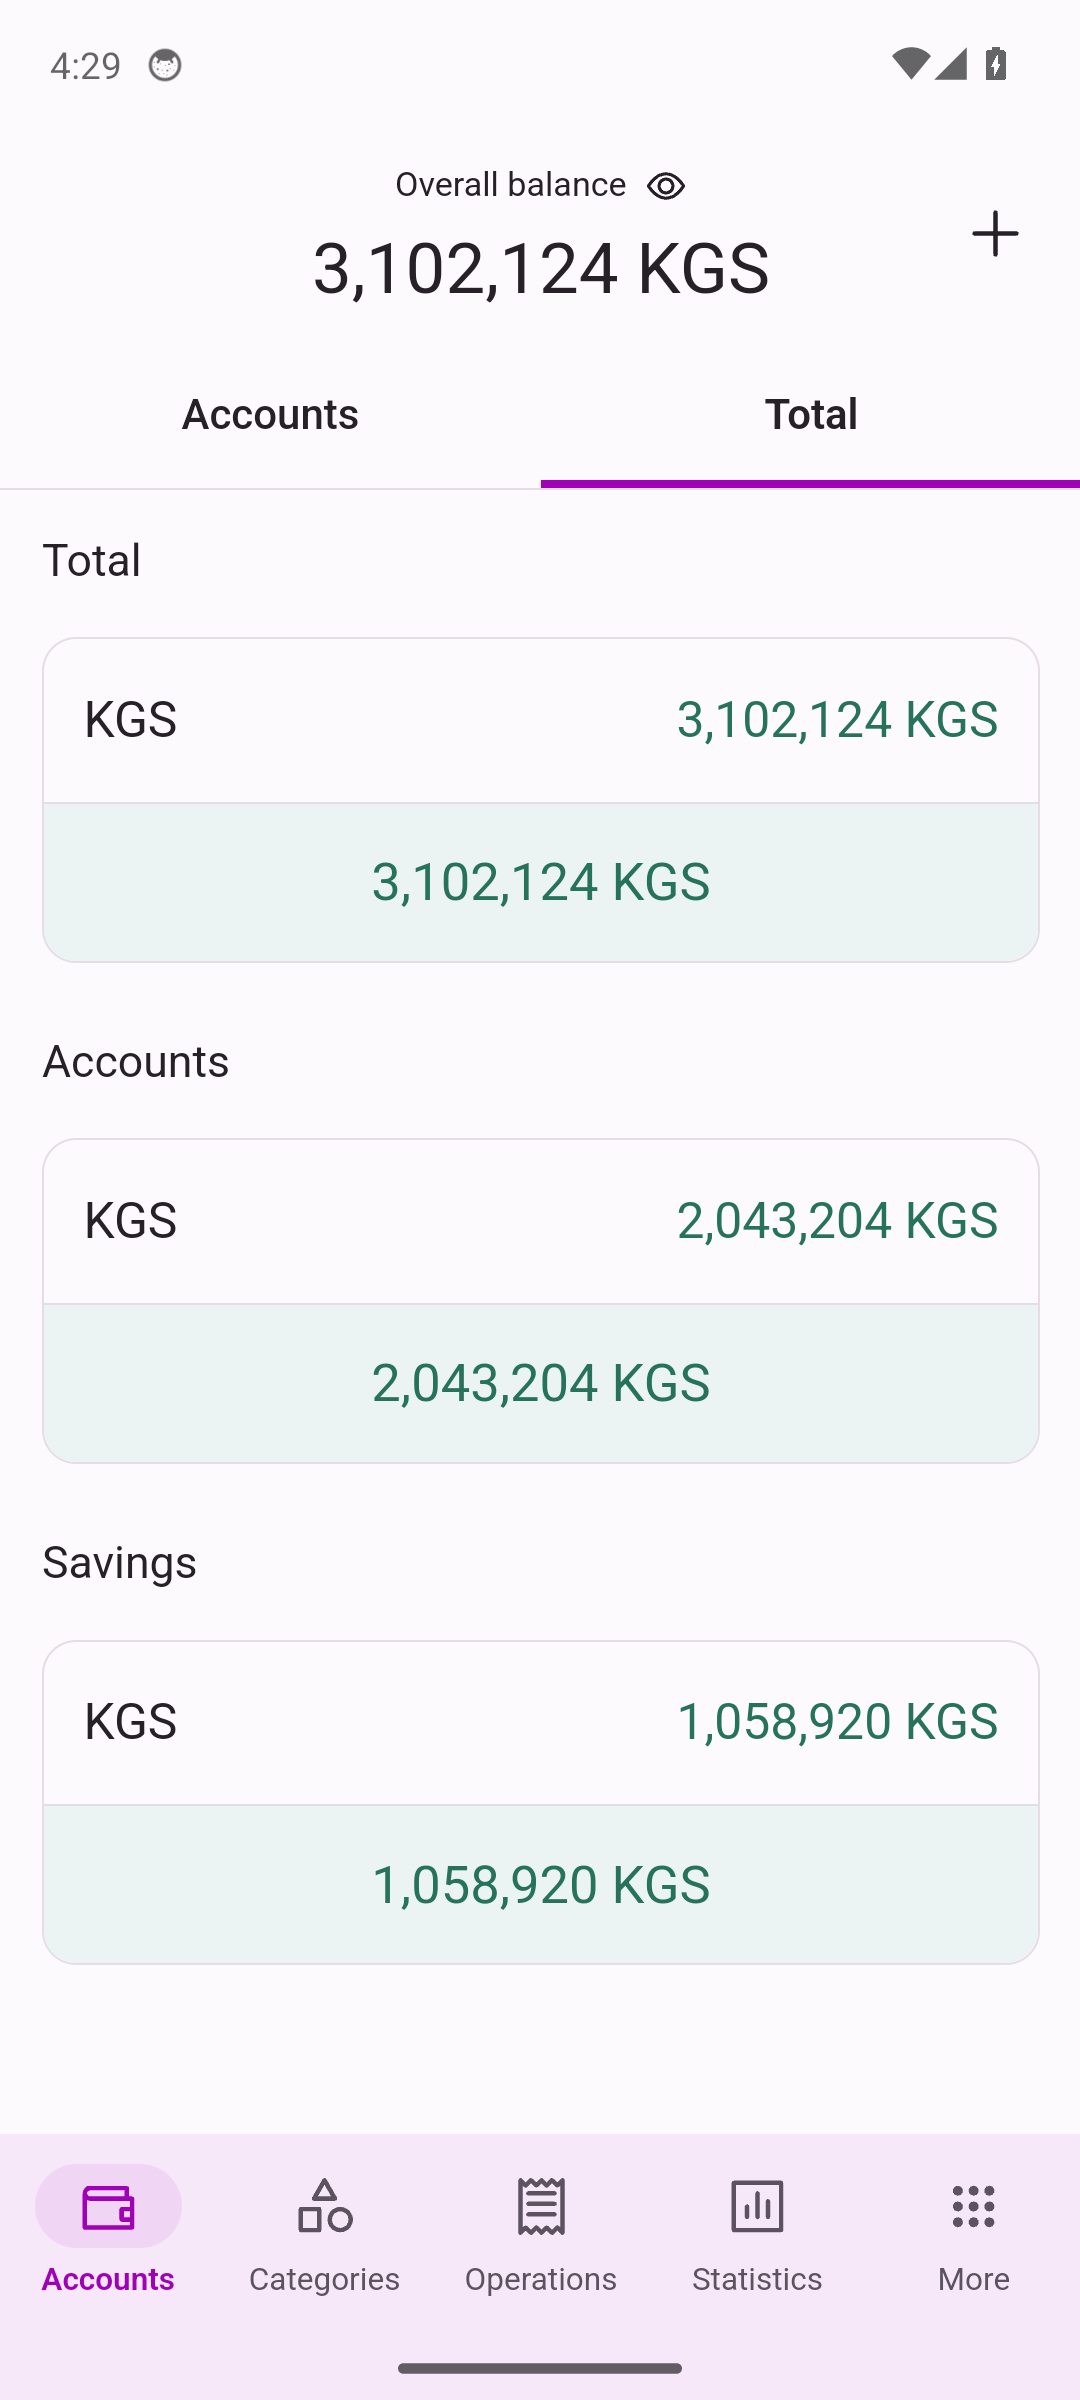 4:29
Overall balance
3,102,124 KGS
Accounts
Total
Total
KGS
3,102,124 KGS
3,102,124 KGS
Accounts
KGS
2,043,204 KGS
2,043,204 KGS
Savings
KGS
1,058,920 KGS
1,058,920 KGS
Accounts
Categories
Operations
Statistics
More